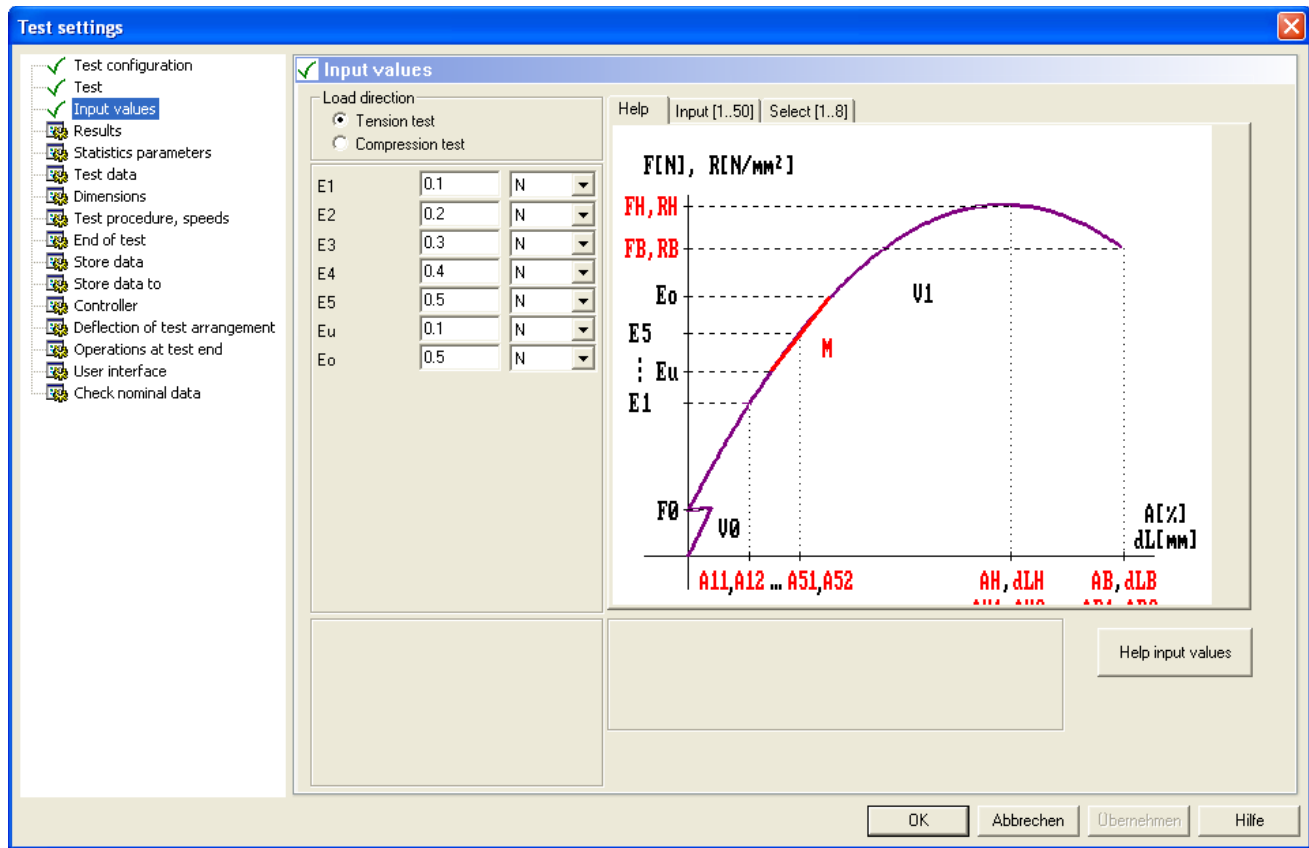 Test settings
Test configuration
Test
Input values
Results
Statistics parameters
Test data
Dimensions
Test procedure, speeds
End of test
Store data
Store data to
Controller
Deflection of test arrangement
Operations at test end
User interface
Check nominal data
Input values
Load direction
Tension test
Compression test
E1 0.1 N
E2 0.2 N
E3 0.3 N
E4 0.4 N
E5 0.5 N
Eu 0.1 N
Eo 0.5 N
Help Input [1..50] Select [1..8]
F[N], R[N/mm²]
FH,RH
FB,RB
Eo
V1
E5
M
Eu
E1
F0
V0
A[%]
dL[mm]
A11,A12 ... A51,A52 AH,dLH AB,dLB
Help input values
OK Abbrechen Übernehmen Hilfe